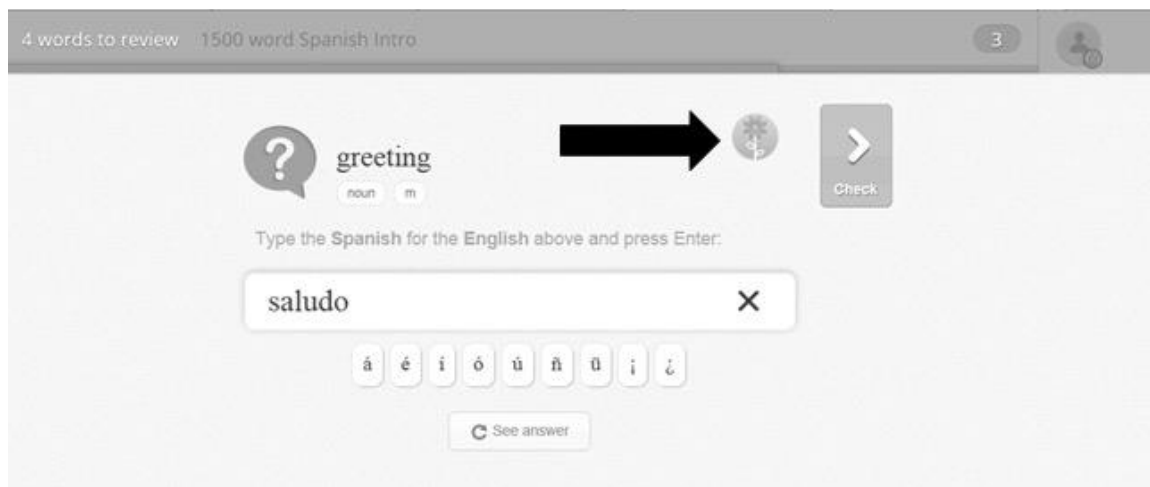 4 words to review 1500 word Spanish Intro 3
?
greeting
noun m
Check
Type the Spanish for the English above and press Enter:
saludo
á é í ó ú ñ ü ¡ ¿
See answer